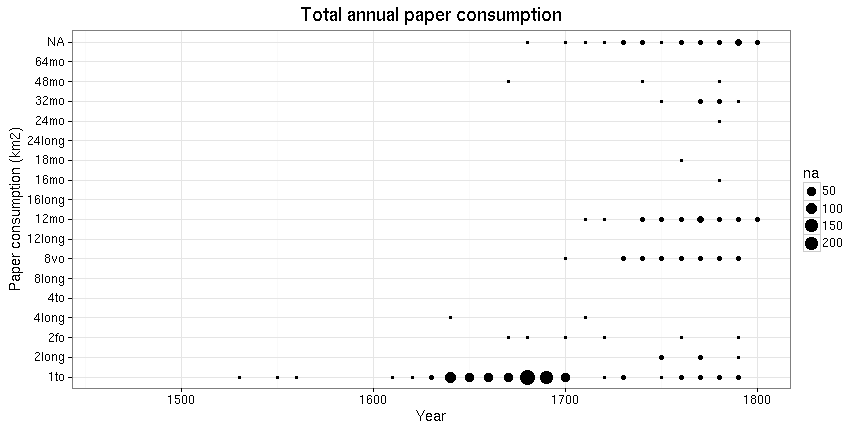 Total annual paper consumption
Paper consumption (km2)
NA
64mo
48mo
32mo
24mo
24long
18mo
16mo
16long
12mo
12long
8vo
8long
4to
4long
2fo
2long
1to
1500 1600 1700 1800
Year
na
50
100
150
200